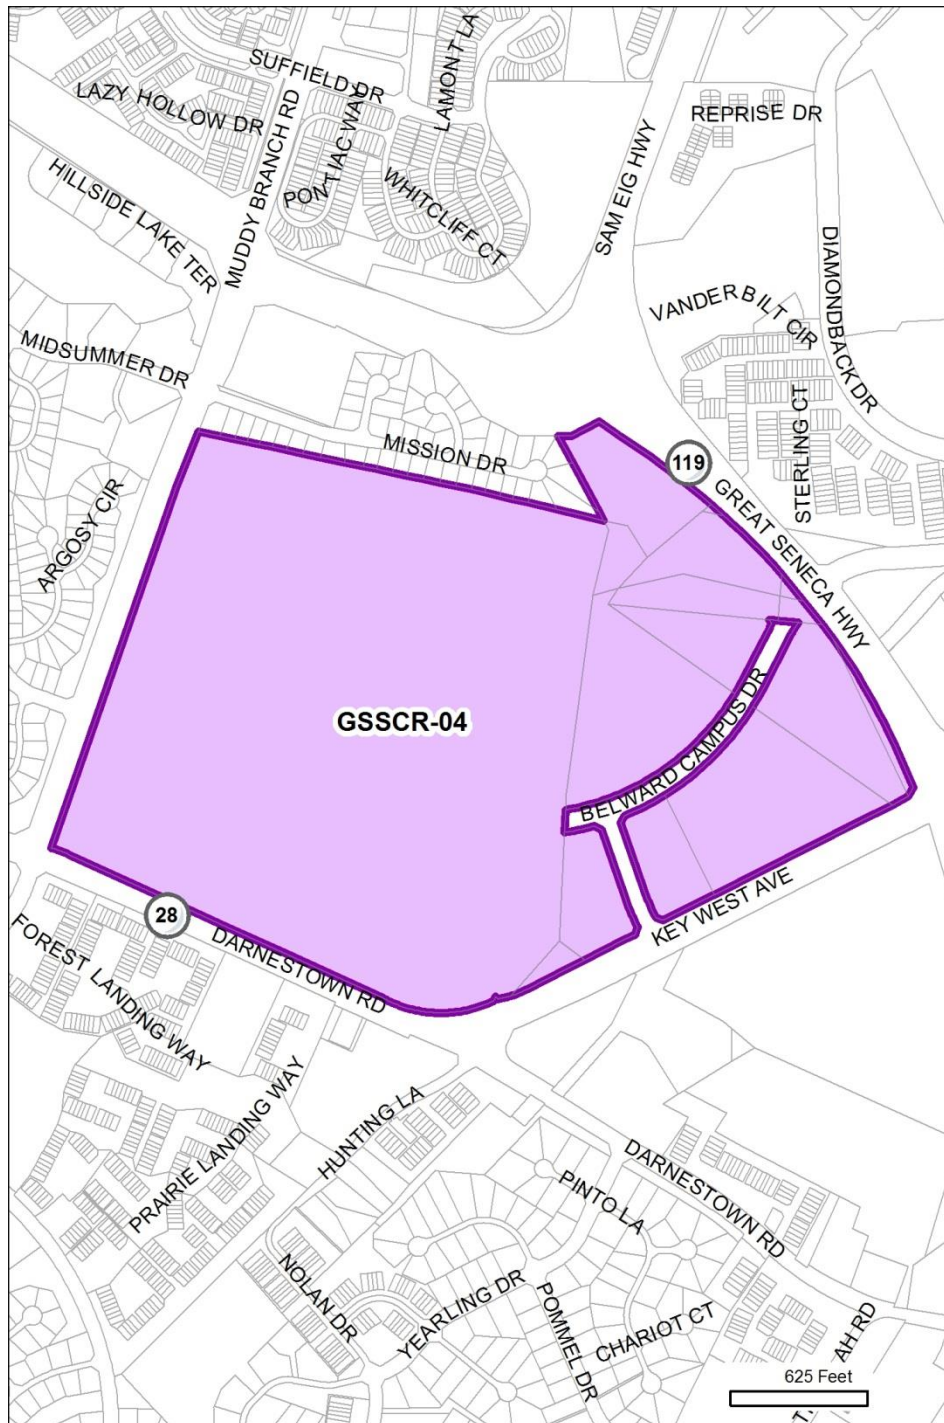 SUFFIELD DR
LAMONT LA
LAZY HOLLOW DR
PONTIAC WAY
MUDDY BRANCH RD
WHITCLIFF CT
HILLSIDE LAKE TER
SAM EIG HWY
REPRISE DR
DIAMONDBACK DR
VANDERBILT CIR
MIDSUMMER DR
STERLING CT
MISSION DR
119
GREAT SENECA HWY
ARGOSY CIR
GSSCR-04
BELWARD CAMPUS DR
KEY WEST AVE
28
DARNESTOWN RD
FOREST LANDING WAY
PRAIRIE LANDING WAY
HUNTING LA
DARNESTOWN RD
PINTO LA
NOLAN DR
YEARLING DR
POMMEL DR
CHARIOT CT
AH RD
625 Feet